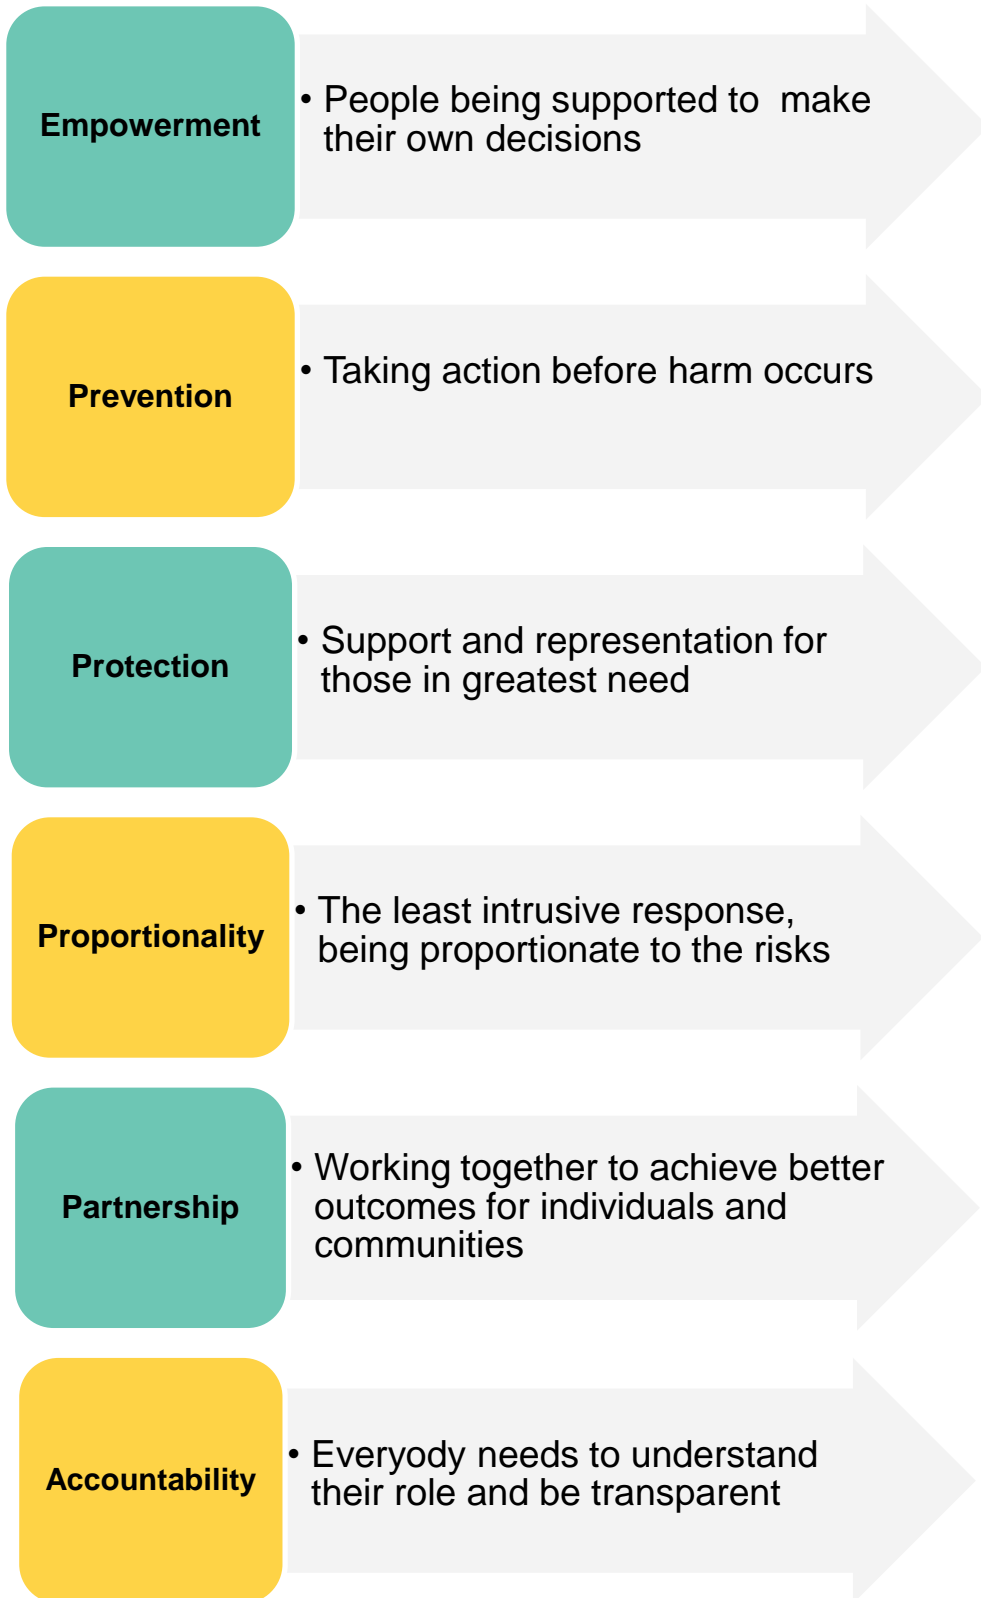 Empowerment
• People being supported to  make
their own decisions
Prevention
• Taking action before harm occurs
Protection
• Support and representation for
those in greatest need
Proportionality
• The least intrusive response,
being proportionate to the risks
Partnership
• Working together to achieve better
outcomes for individuals and
communities
Accountability
• Everyody needs to understand
their role and be transparent